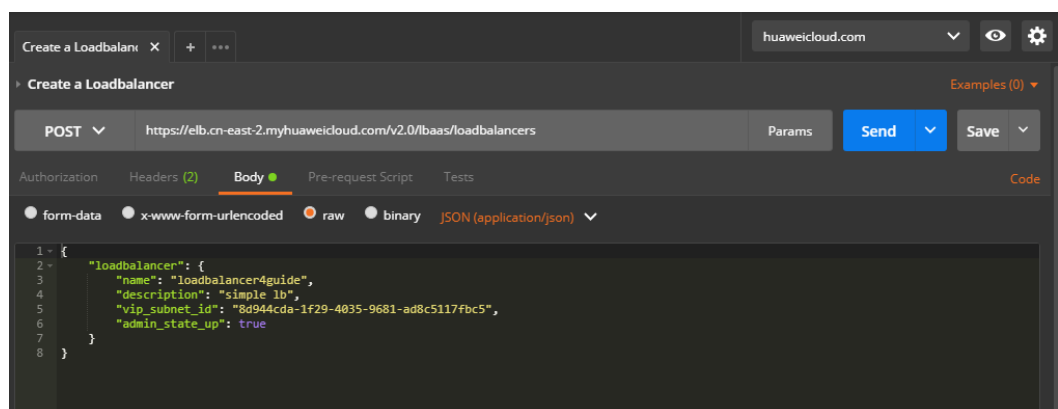 Create a Loadbalan
huaweicloud.com
Create a Loadbalancer
Examples (0)
POST
https://elb.cn-east-2.myhuaweicloud.com/v2.0/lbaas/loadbalancers
Params
Send
Save
Authorization
Headers (2)
Body
Pre-request Script
Tests
Code
form-data
x-www-form-urlencoded
raw
binary
JSON (application/json)
1 {
2 "loadbalancer": {
3 "name": "loadbalancer4guide",
4 "description": "simple lb",
5 "vip_subnet_id": "8d944cda-1f29-4035-9681-ad8c5117fbc5",
6 "admin_state_up": true
7 }
8 }